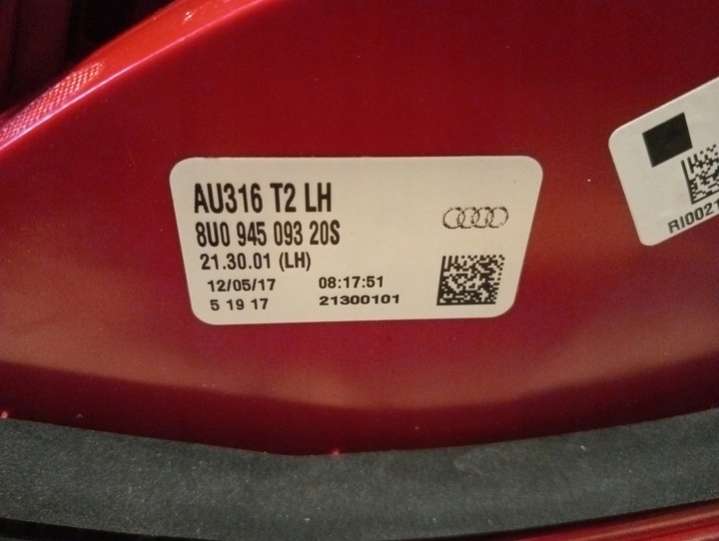 AU316 T2 LH
8U0 945 093 20S
21.30.01 (LH)
12/05/17 08:17:51
5 19 17 21300101
RI0021